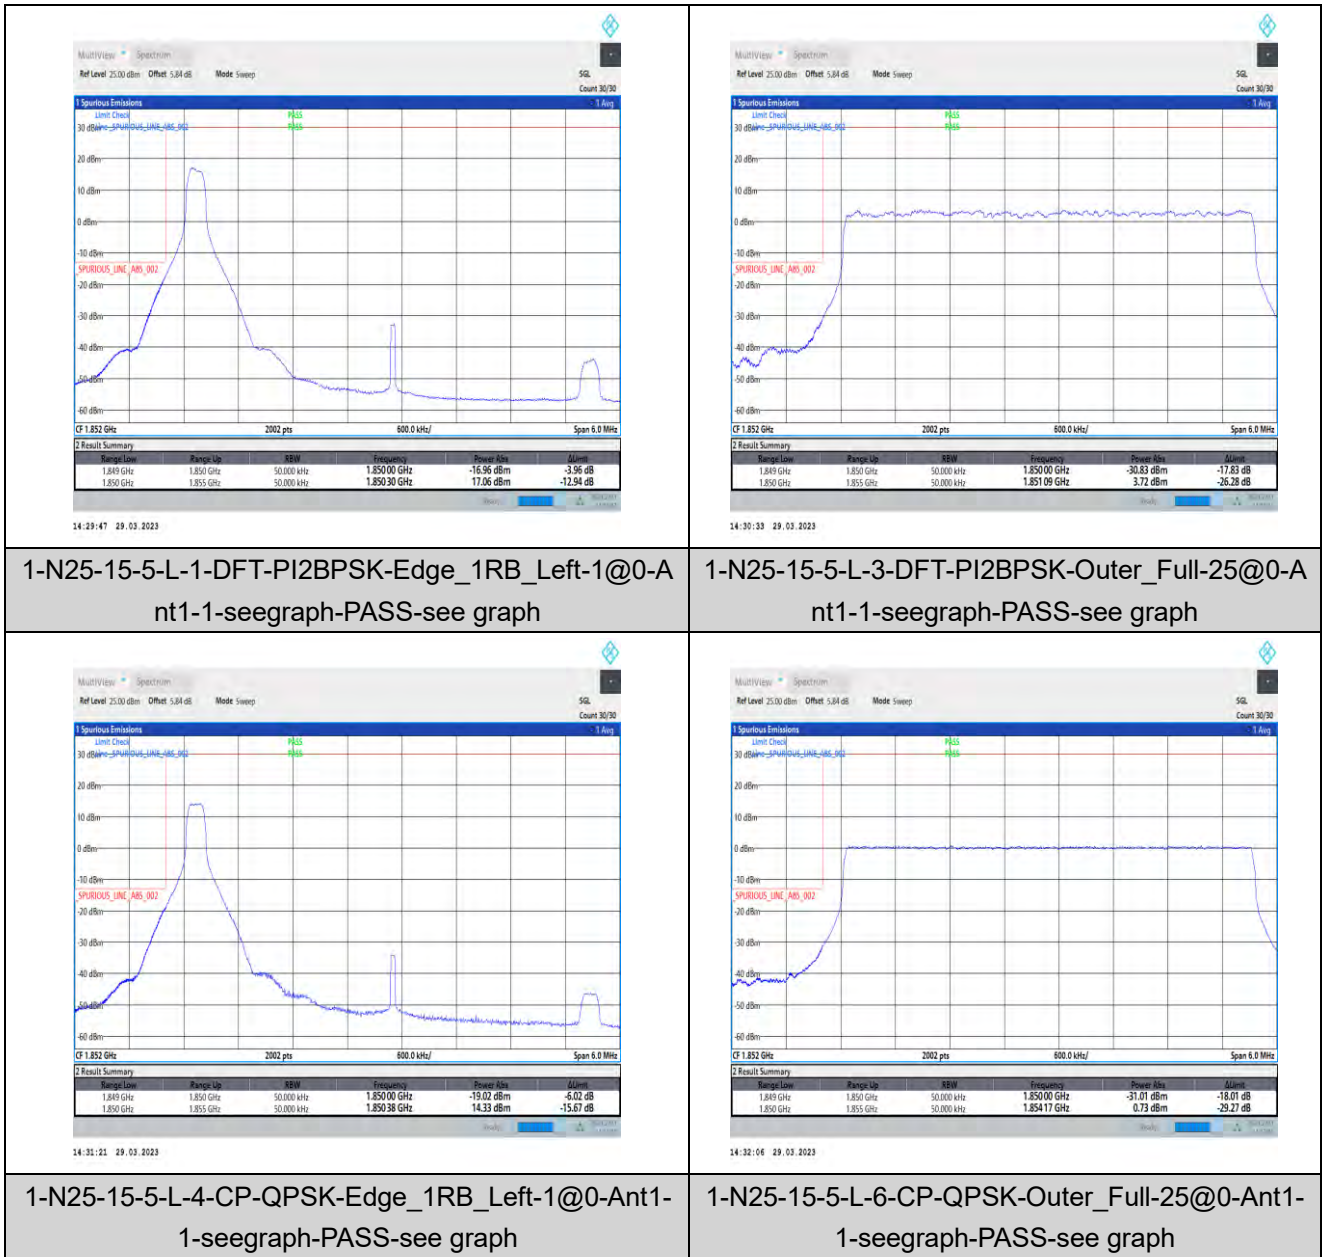 MultiView Spectrum
Ref Level 25.00 dBm Offset 5.84 dB Mode Sweep SGL
Count 30/30
1 Spurious Emissions 1 Avg
Limit Check PASS
30 dBm Line _SPURIOUS_LINE_ABS_002 PASS
20 dBm
10 dBm
0 dBm
-10 dBm
_SPURIOUS_LINE_ABS_002
-20 dBm
-30 dBm
-40 dBm
-50 dBm
-60 dBm
CF 1.852 GHz 2002 pts 600.0 kHz/ Span 6.0 MHz
2 Result Summary
Range Low Range Up RBW Frequency Power Abs ΔLimit
1.849 GHz 1.850 GHz 50.000 kHz 1.85000 GHz -16.96 dBm -3.96 dB
1.850 GHz 1.855 GHz 50.000 kHz 1.85030 GHz 17.06 dBm -12.94 dB
Ready
14:29:47 29.03.2023
1-N25-15-5-L-1-DFT-PI2BPSK-Edge_1RB_Left-1@0-A
nt1-1-seegraph-PASS-see graph
MultiView Spectrum
Ref Level 25.00 dBm Offset 5.84 dB Mode Sweep SGL
Count 30/30
1 Spurious Emissions 1 Avg
Limit Check PASS
30 dBm Line _SPURIOUS_LINE_ABS_002 PASS
20 dBm
10 dBm
0 dBm
-10 dBm
_SPURIOUS_LINE_ABS_002
-20 dBm
-30 dBm
-40 dBm
-50 dBm
-60 dBm
CF 1.852 GHz 2002 pts 600.0 kHz/ Span 6.0 MHz
2 Result Summary
Range Low Range Up RBW Frequency Power Abs ΔLimit
1.849 GHz 1.850 GHz 50.000 kHz 1.85000 GHz -30.83 dBm -17.83 dB
1.850 GHz 1.855 GHz 50.000 kHz 1.85109 GHz 3.72 dBm -26.28 dB
Ready
14:30:33 29.03.2023
1-N25-15-5-L-3-DFT-PI2BPSK-Outer_Full-25@0-A
nt1-1-seegraph-PASS-see graph
MultiView Spectrum
Ref Level 25.00 dBm Offset 5.84 dB Mode Sweep SGL
Count 30/30
1 Spurious Emissions 1 Avg
Limit Check PASS
30 dBm Line _SPURIOUS_LINE_ABS_002 PASS
20 dBm
10 dBm
0 dBm
-10 dBm
_SPURIOUS_LINE_ABS_002
-20 dBm
-30 dBm
-40 dBm
-50 dBm
-60 dBm
CF 1.852 GHz 2002 pts 600.0 kHz/ Span 6.0 MHz
2 Result Summary
Range Low Range Up RBW Frequency Power Abs ΔLimit
1.849 GHz 1.850 GHz 50.000 kHz 1.85000 GHz -19.02 dBm -6.02 dB
1.850 GHz 1.855 GHz 50.000 kHz 1.85038 GHz 14.33 dBm -15.67 dB
Ready
14:31:21 29.03.2023
1-N25-15-5-L-4-CP-QPSK-Edge_1RB_Left-1@0-Ant1-
1-seegraph-PASS-see graph
MultiView Spectrum
Ref Level 25.00 dBm Offset 5.84 dB Mode Sweep SGL
Count 30/30
1 Spurious Emissions 1 Avg
Limit Check PASS
30 dBm Line _SPURIOUS_LINE_ABS_002 PASS
20 dBm
10 dBm
0 dBm
-10 dBm
_SPURIOUS_LINE_ABS_002
-20 dBm
-30 dBm
-40 dBm
-50 dBm
-60 dBm
CF 1.852 GHz 2002 pts 600.0 kHz/ Span 6.0 MHz
2 Result Summary
Range Low Range Up RBW Frequency Power Abs ΔLimit
1.849 GHz 1.850 GHz 50.000 kHz 1.85000 GHz -31.01 dBm -18.01 dB
1.850 GHz 1.855 GHz 50.000 kHz 1.85417 GHz 0.73 dBm -29.27 dB
Ready
14:32:06 29.03.2023
1-N25-15-5-L-6-CP-QPSK-Outer_Full-25@0-Ant1-
1-seegraph-PASS-see graph